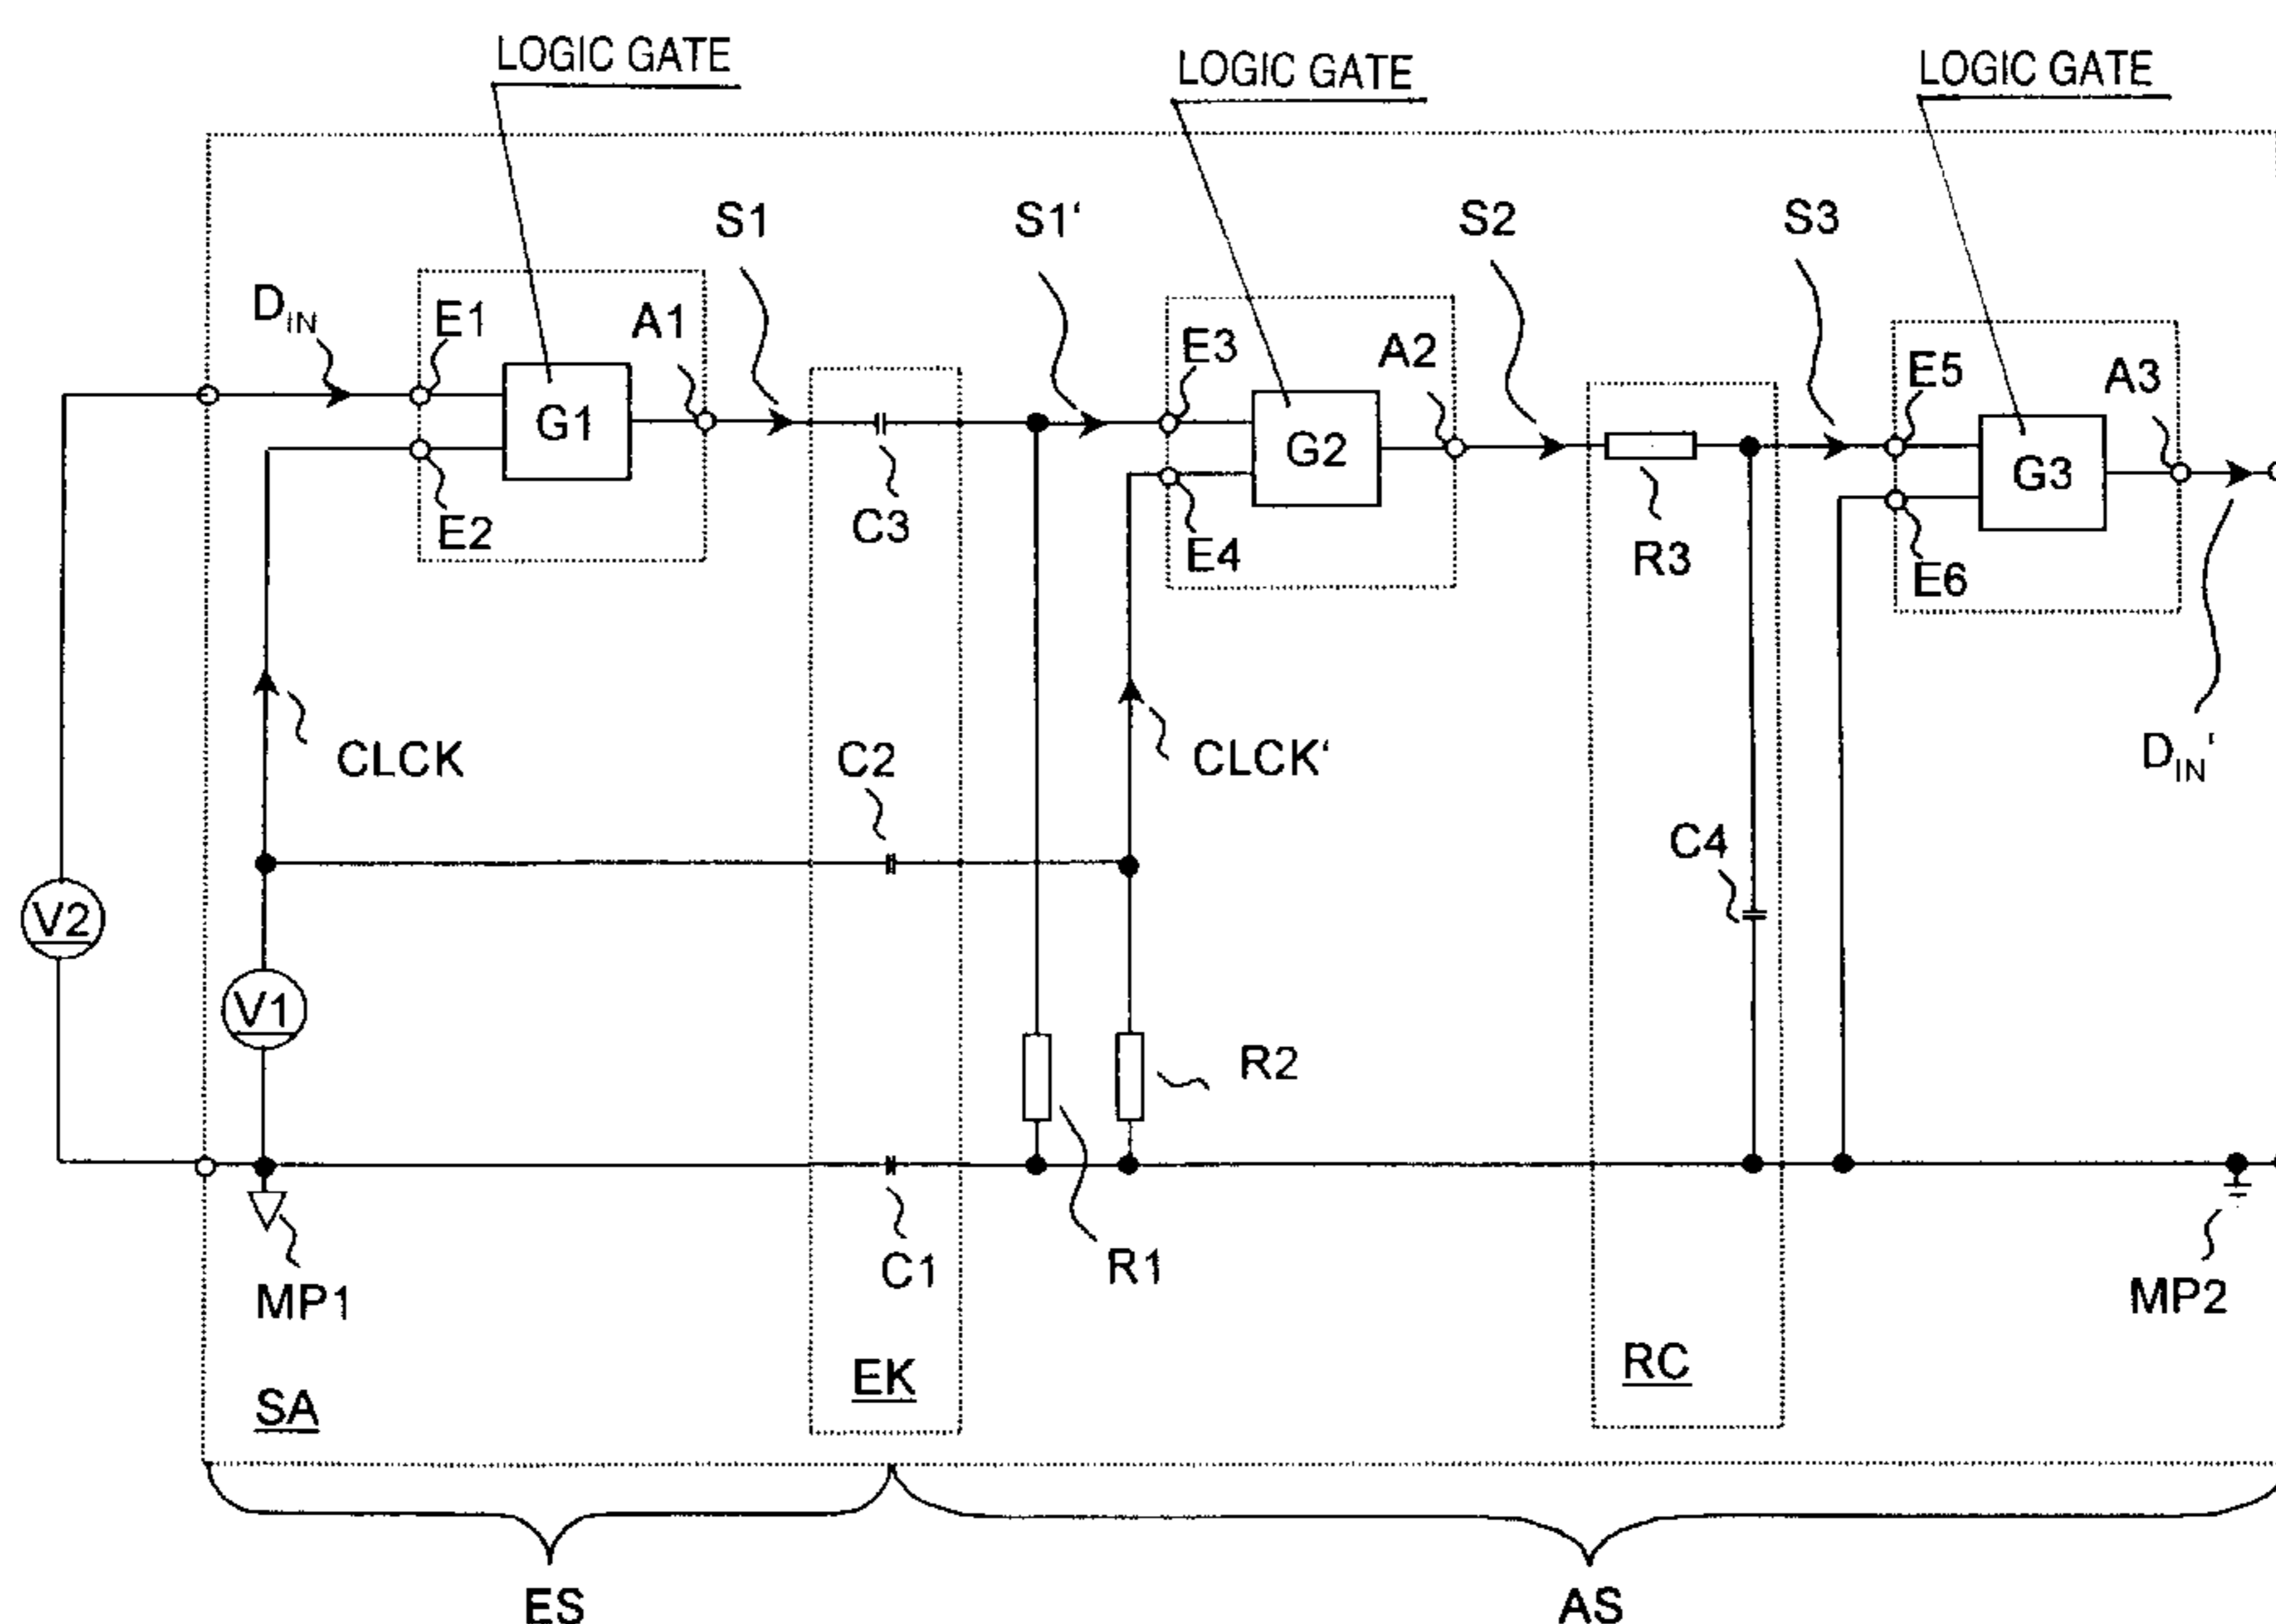 LOGIC GATE
LOGIC GATE
LOGIC GATE
S1
S1'
S2
S3
D_IN
E1
A1
E3
A2
E5
A3
G1
G2
G3
E2
C3
E4
R3
E6
CLCK
C2
CLCK'
D_IN'
C4
V2
V1
R2
C1
R1
MP1
MP2
EK
RC
SA
ES
AS